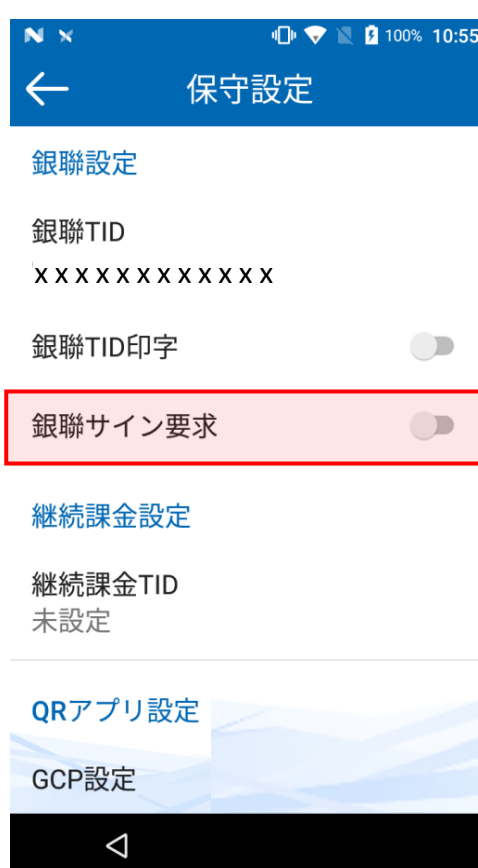 100% 10:55
保守設定
銀聯設定
銀聯TID
xxxxxxxxxxxx
銀聯TID印字
銀聯サイン要求
継続課金設定
継続課金TID
未設定
QRアプリ設定
GCP設定